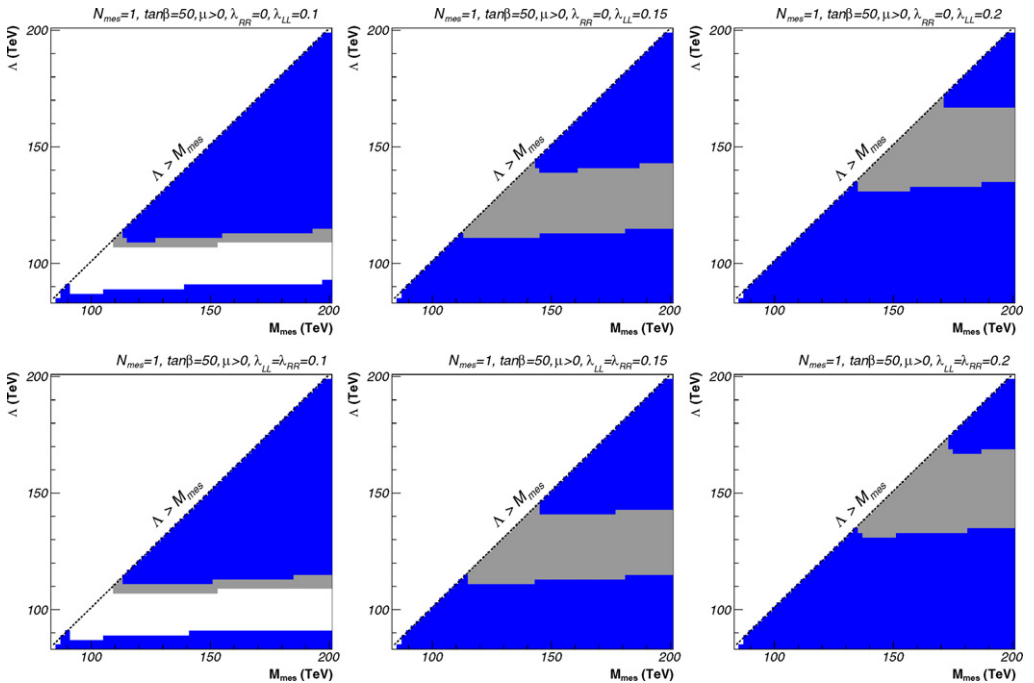 N_mes=1, tanβ=50, μ>0, λ_RR=0, λ_LL=0.1
Λ (TeV)
200
150
100
Λ > M_mes
100 150 200
M_mes (TeV)
N_mes=1, tanβ=50, μ>0, λ_RR=0, λ_LL=0.15
Λ (TeV)
200
150
100
Λ > M_mes
100 150 200
M_mes (TeV)
N_mes=1, tanβ=50, μ>0, λ_RR=0, λ_LL=0.2
Λ (TeV)
200
150
100
Λ > M_mes
100 150 200
M_mes (TeV)
N_mes=1, tanβ=50, μ>0, λ_LL=λ_RR=0.1
Λ (TeV)
200
150
100
Λ > M_mes
100 150 200
M_mes (TeV)
N_mes=1, tanβ=50, μ>0, λ_LL=λ_RR=0.15
Λ (TeV)
200
150
100
Λ > M_mes
100 150 200
M_mes (TeV)
N_mes=1, tanβ=50, μ>0, λ_LL=λ_RR=0.2
Λ (TeV)
200
150
100
Λ > M_mes
100 150 200
M_mes (TeV)